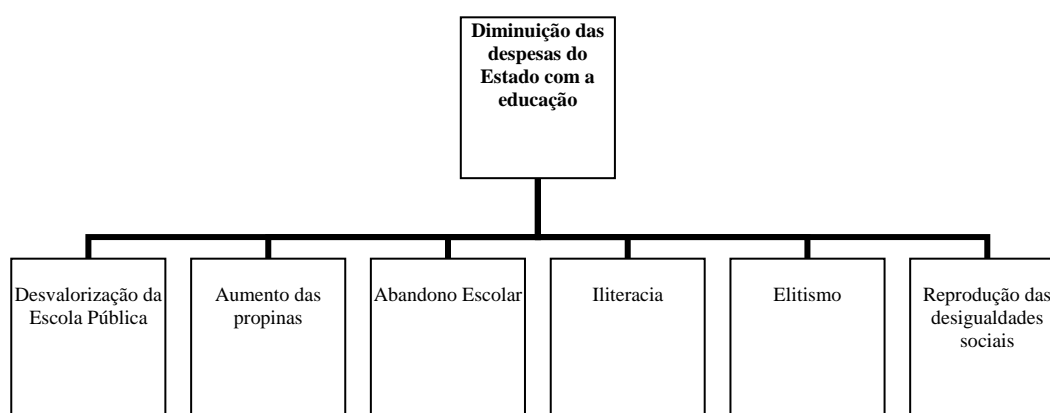 Diminuição das
despesas do
Estado com a
educação
Desvalorização da
Escola Pública
Aumento das
propinas
Abandono Escolar
Iliteracia
Elitismo
Reprodução das
desigualdades
sociais